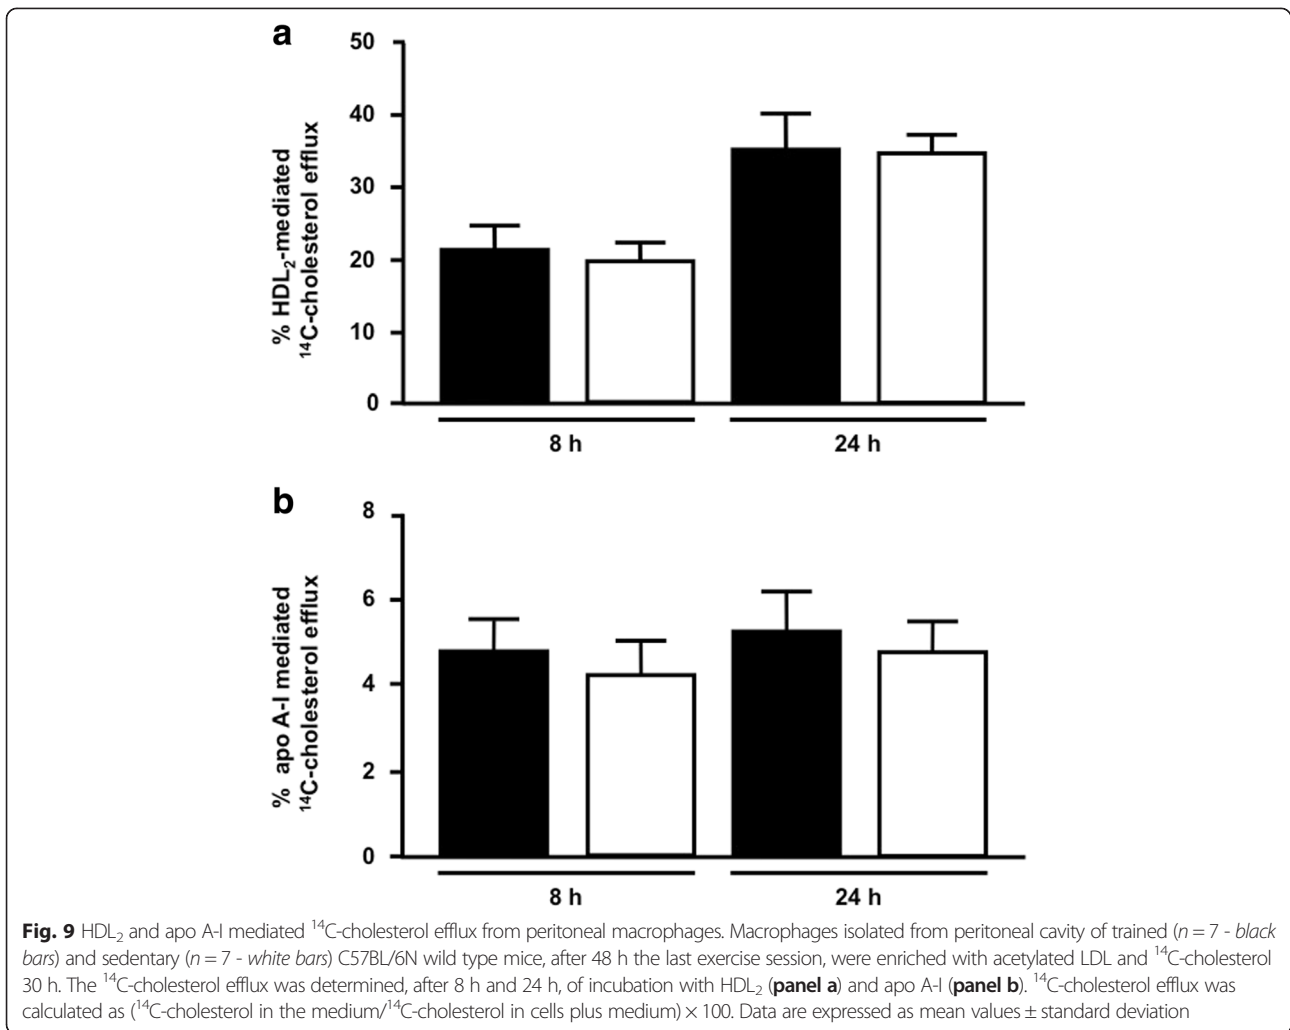 a
50
40
30
20
10
0
% HDL₂-mediated
¹⁴C-cholesterol efflux
8 h
24 h
b
8
6
4
2
0
% apo A-I mediated
¹⁴C-cholesterol efflux
8 h
24 h
Fig. 9 HDL₂ and apo A-I mediated ¹⁴C-cholesterol efflux from peritoneal macrophages. Macrophages isolated from peritoneal cavity of trained (n = 7 - black
bars) and sedentary (n = 7 - white bars) C57BL/6N wild type mice, after 48 h the last exercise session, were enriched with acetylated LDL and ¹⁴C-cholesterol
30 h. The ¹⁴C-cholesterol efflux was determined, after 8 h and 24 h, of incubation with HDL₂ (panel a) and apo A-I (panel b). ¹⁴C-cholesterol efflux was
calculated as (¹⁴C-cholesterol in the medium/¹⁴C-cholesterol in cells plus medium) × 100. Data are expressed as mean values ± standard deviation